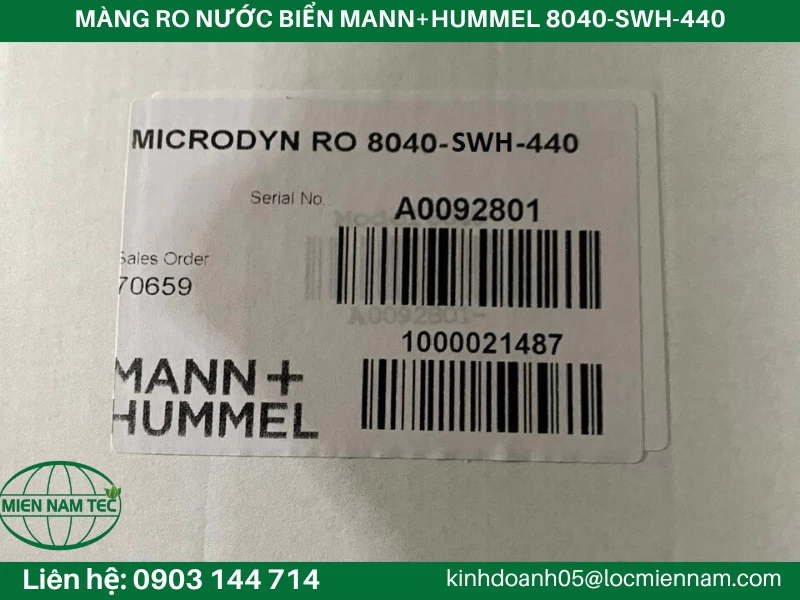 MÀNG RO NƯỚC BIỂN MANN+HUMMEL 8040-SWH-440
MICRODYN RO 8040-SWH-440
Serial No.
A0092801
Sales Order
70659
A0092801-
1000021487
MANN+
HUMMEL
MIEN NAM TEC
Liên hệ: 0903 144 714
kinhdoanh05@locmiennam.com